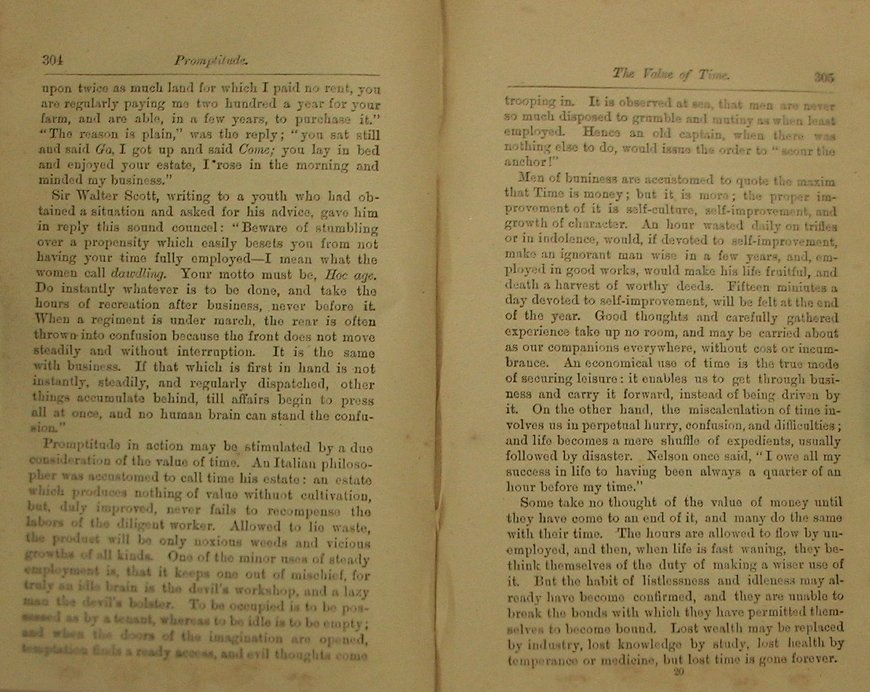 304 Promptitude.
upon twice as much land for which I paid no rent, you
are regularly paying me two hundred a year for your
farm, and are able, in a few years, to purchase it."
"The reason is plain," was the reply; "you sat still
and said Go, I got up and said Come; you lay in bed
and enjoyed your estate, I rose in the morning and
minded my business."
Sir Walter Scott, writing to a youth who had ob-
tained a situation and asked for his advice, gave him
in reply this sound councel: "Beware of stumbling
over a propensity which easily besets you from not
having your time fully employed—I mean what the
women call dawdling. Your motto must be, Hoc age.
Do instantly whatever is to be done, and take the
hours of recreation after business, never before it.
When a regiment is under march, the rear is often
thrown into confusion because the front does not move
steadily and without interruption. It is the same
with business. If that which is first in hand is not
instantly, steadily, and regularly dispatched, other
things accumulate behind, till affairs begin to press
all at once, and no human brain can stand the confu-
sion."
Promptitude in action may be stimulated by a due
consideration of the value of time. An Italian philoso-
pher was accustomed to call time his estate: an estate
which produces nothing of value without cultivation,
but, duly improved, never fails to recompense the
labors of the diligent worker. Allowed to lie waste,
the product will be only noxious weeds and vicious
growths of all kinds. One of the minor uses of steady
employment is, that it keeps one out of mischief, for
truly an idle brain is the devil's workshop, and a lazy
man the devil's bolster. To be occupied is to be pos-
sessed as by a tenant, whereas to be idle is to be empty;
and when the doors of the imagination are opened,
temptation finds a ready access, and evil thoughts come
The Value of Time. 305
trooping in. It is observed at sea, that men are never
so much disposed to grumble and mutiny as when least
employed. Hence an old captain, when there was
nothing else to do, would issue the order to "scour the
anchor!"
Men of buniness are accustomed to quote the maxim
that Time is money; but it is more; the proper im-
provement of it is self-culture, self-improvement, and
growth of character. An hour wasted daily on trifles
or in indolence, would, if devoted to self-improvement,
make an ignorant man wise in a few years, and, em-
ployed in good works, would make his life fruitful, and
death a harvest of worthy deeds. Fifteen miniutes a
day devoted to self-improvement, will be felt at the end
of the year. Good thoughts and carefully gathered
experience take up no room, and may be carried about
as our companions everywhere, without cost or incum-
brance. An economical use of time is the true mode
of securing leisure: it enables us to get through busi-
ness and carry it forward, instead of being driven by
it. On the other hand, the miscalculation of time in-
volves us in perpetual hurry, confusion, and difficulties;
and life becomes a mere shuffle of expedients, usually
followed by disaster. Nelson once said, "I owe all my
success in life to having been always a quarter of an
hour before my time."
Some take no thought of the value of money until
they have come to an end of it, and many do the same
with their time. The hours are allowed to flow by un-
employed, and then, when life is fast waning, they be-
think themselves of the duty of making a wiser use of
it. But the habit of listlessness and idleness may al-
ready have become confirmed, and they are unable to
break the bonds with which they have permitted them-
selves to become bound. Lost wealth may be replaced
by industry, lost knowledge by study, lost health by
temperance or medicine, but lost time is gone forever.
20